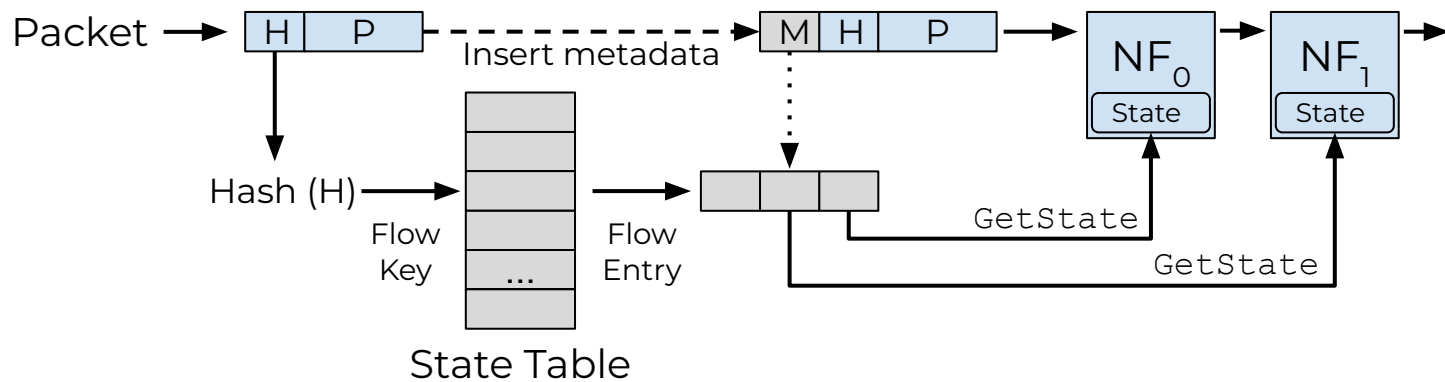 Packet
H P
Insert metadata
M H P
NF0
State
NF1
State
Hash (H)
Flow
Key
...
Flow
Entry
GetState
GetState
State Table